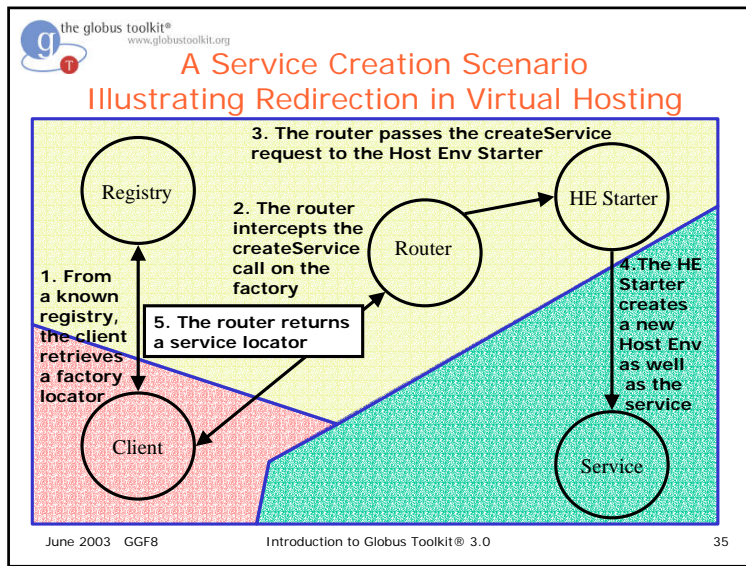 the globus toolkit®
www.globustoolkit.org
g
T
A Service Creation Scenario
Illustrating Redirection in Virtual Hosting
3. The router passes the createService
request to the Host Env Starter
Registry
HE Starter
2. The router
intercepts the
createService
call on the
factory
Router
1. From
a known
registry,
the client
retrieves
a factory
locator
5. The router returns
a service locator
4.The HE
Starter
creates
a new
Host Env
as well
as the
service
Client
Service
June 2003 GGF8
Introduction to Globus Toolkit® 3.0
35